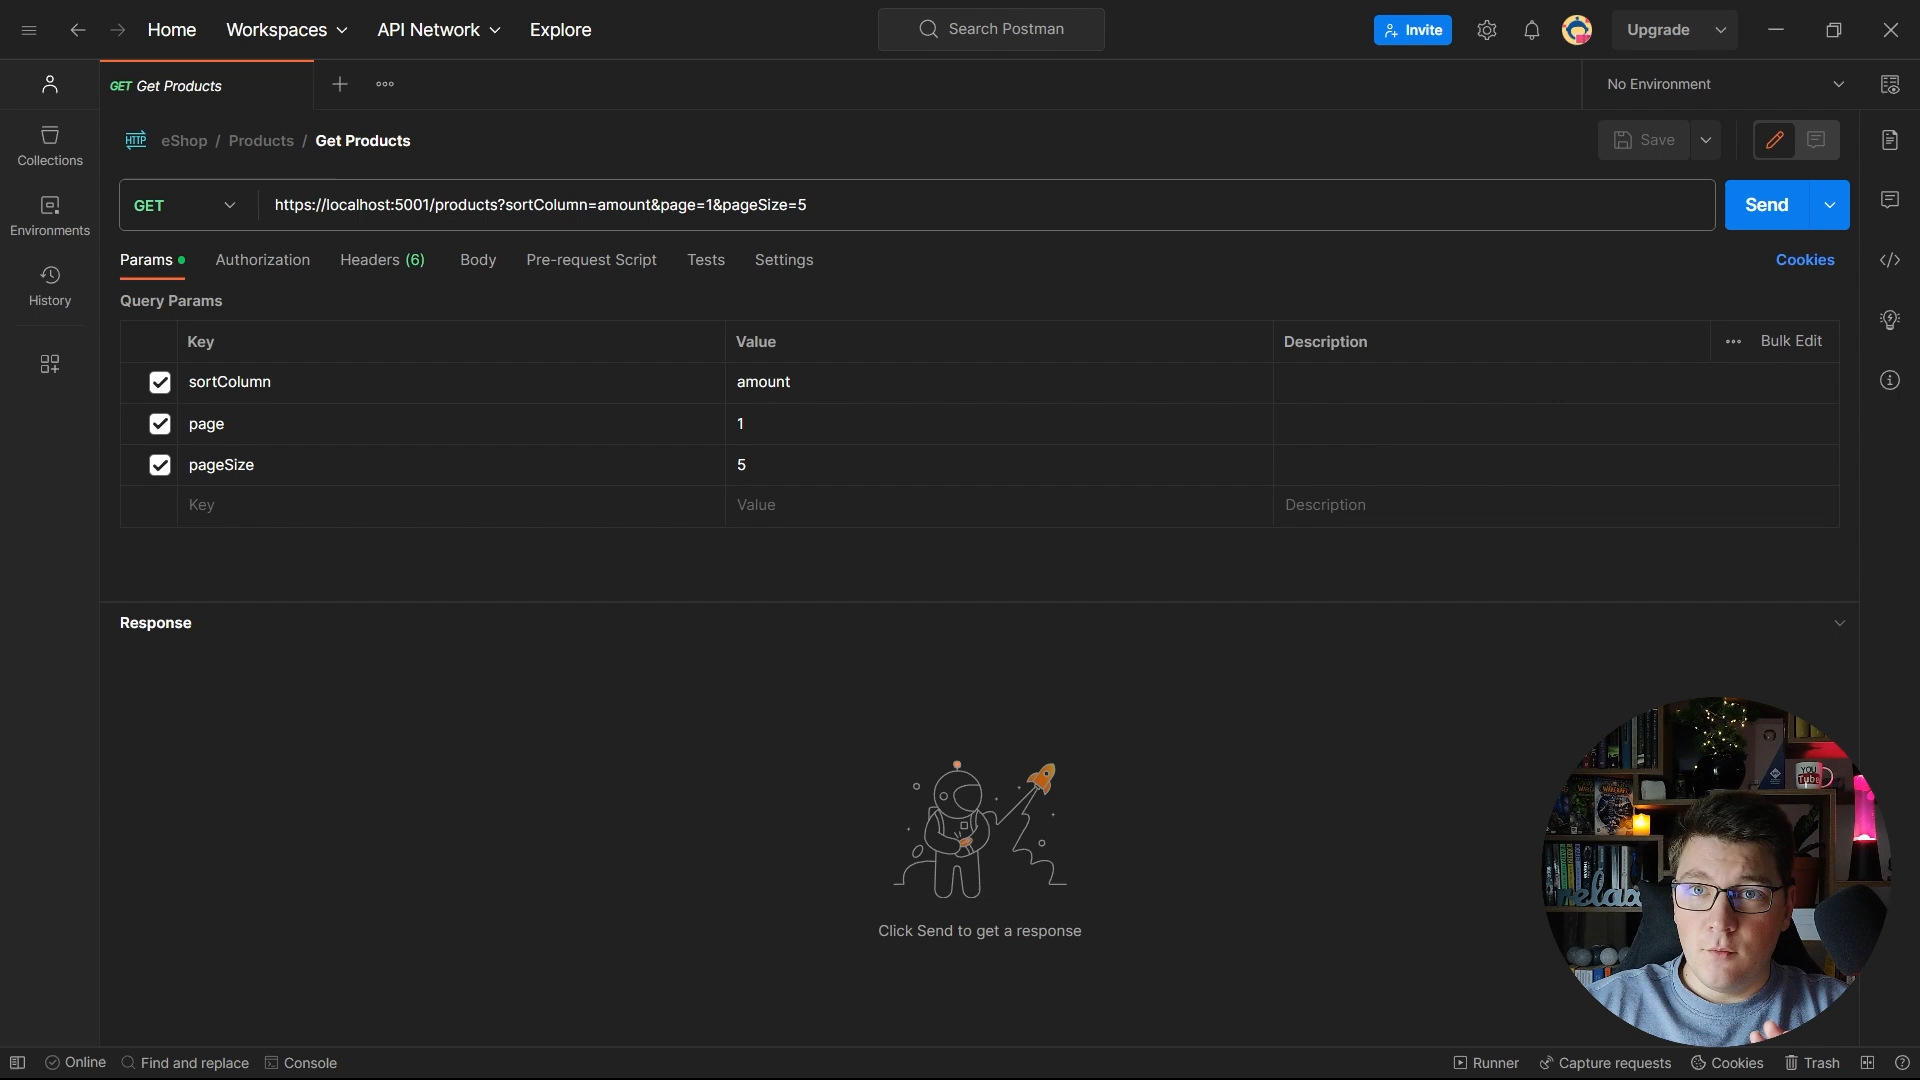 Home
Workspaces
API Network
Explore
Search Postman
Invite
Upgrade
GET Get Products
No Environment
HTTP eShop / Products / Get Products
Save
Collections
Environments
History
GET
https://localhost:5001/products?sortColumn=amount&page=1&pageSize=5
Send
Params
Authorization
Headers (6)
Body
Pre-request Script
Tests
Settings
Cookies
Query Params
Key
Value
Description
Bulk Edit
sortColumn
amount
page
1
pageSize
5
Key
Value
Description
Response
Click Send to get a response
YOU
Tube
relax
Online
Find and replace
Console
Runner
Capture requests
Cookies
Trash